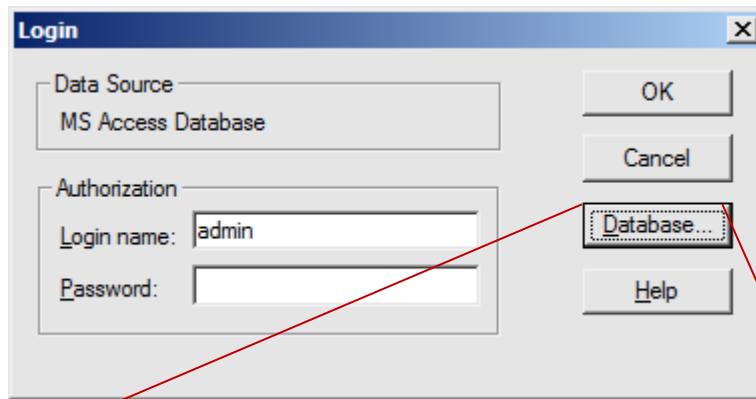 Login
Data Source
MS Access Database
OK
Cancel
Authorization
Login name: admin
Database...
Password:
Help